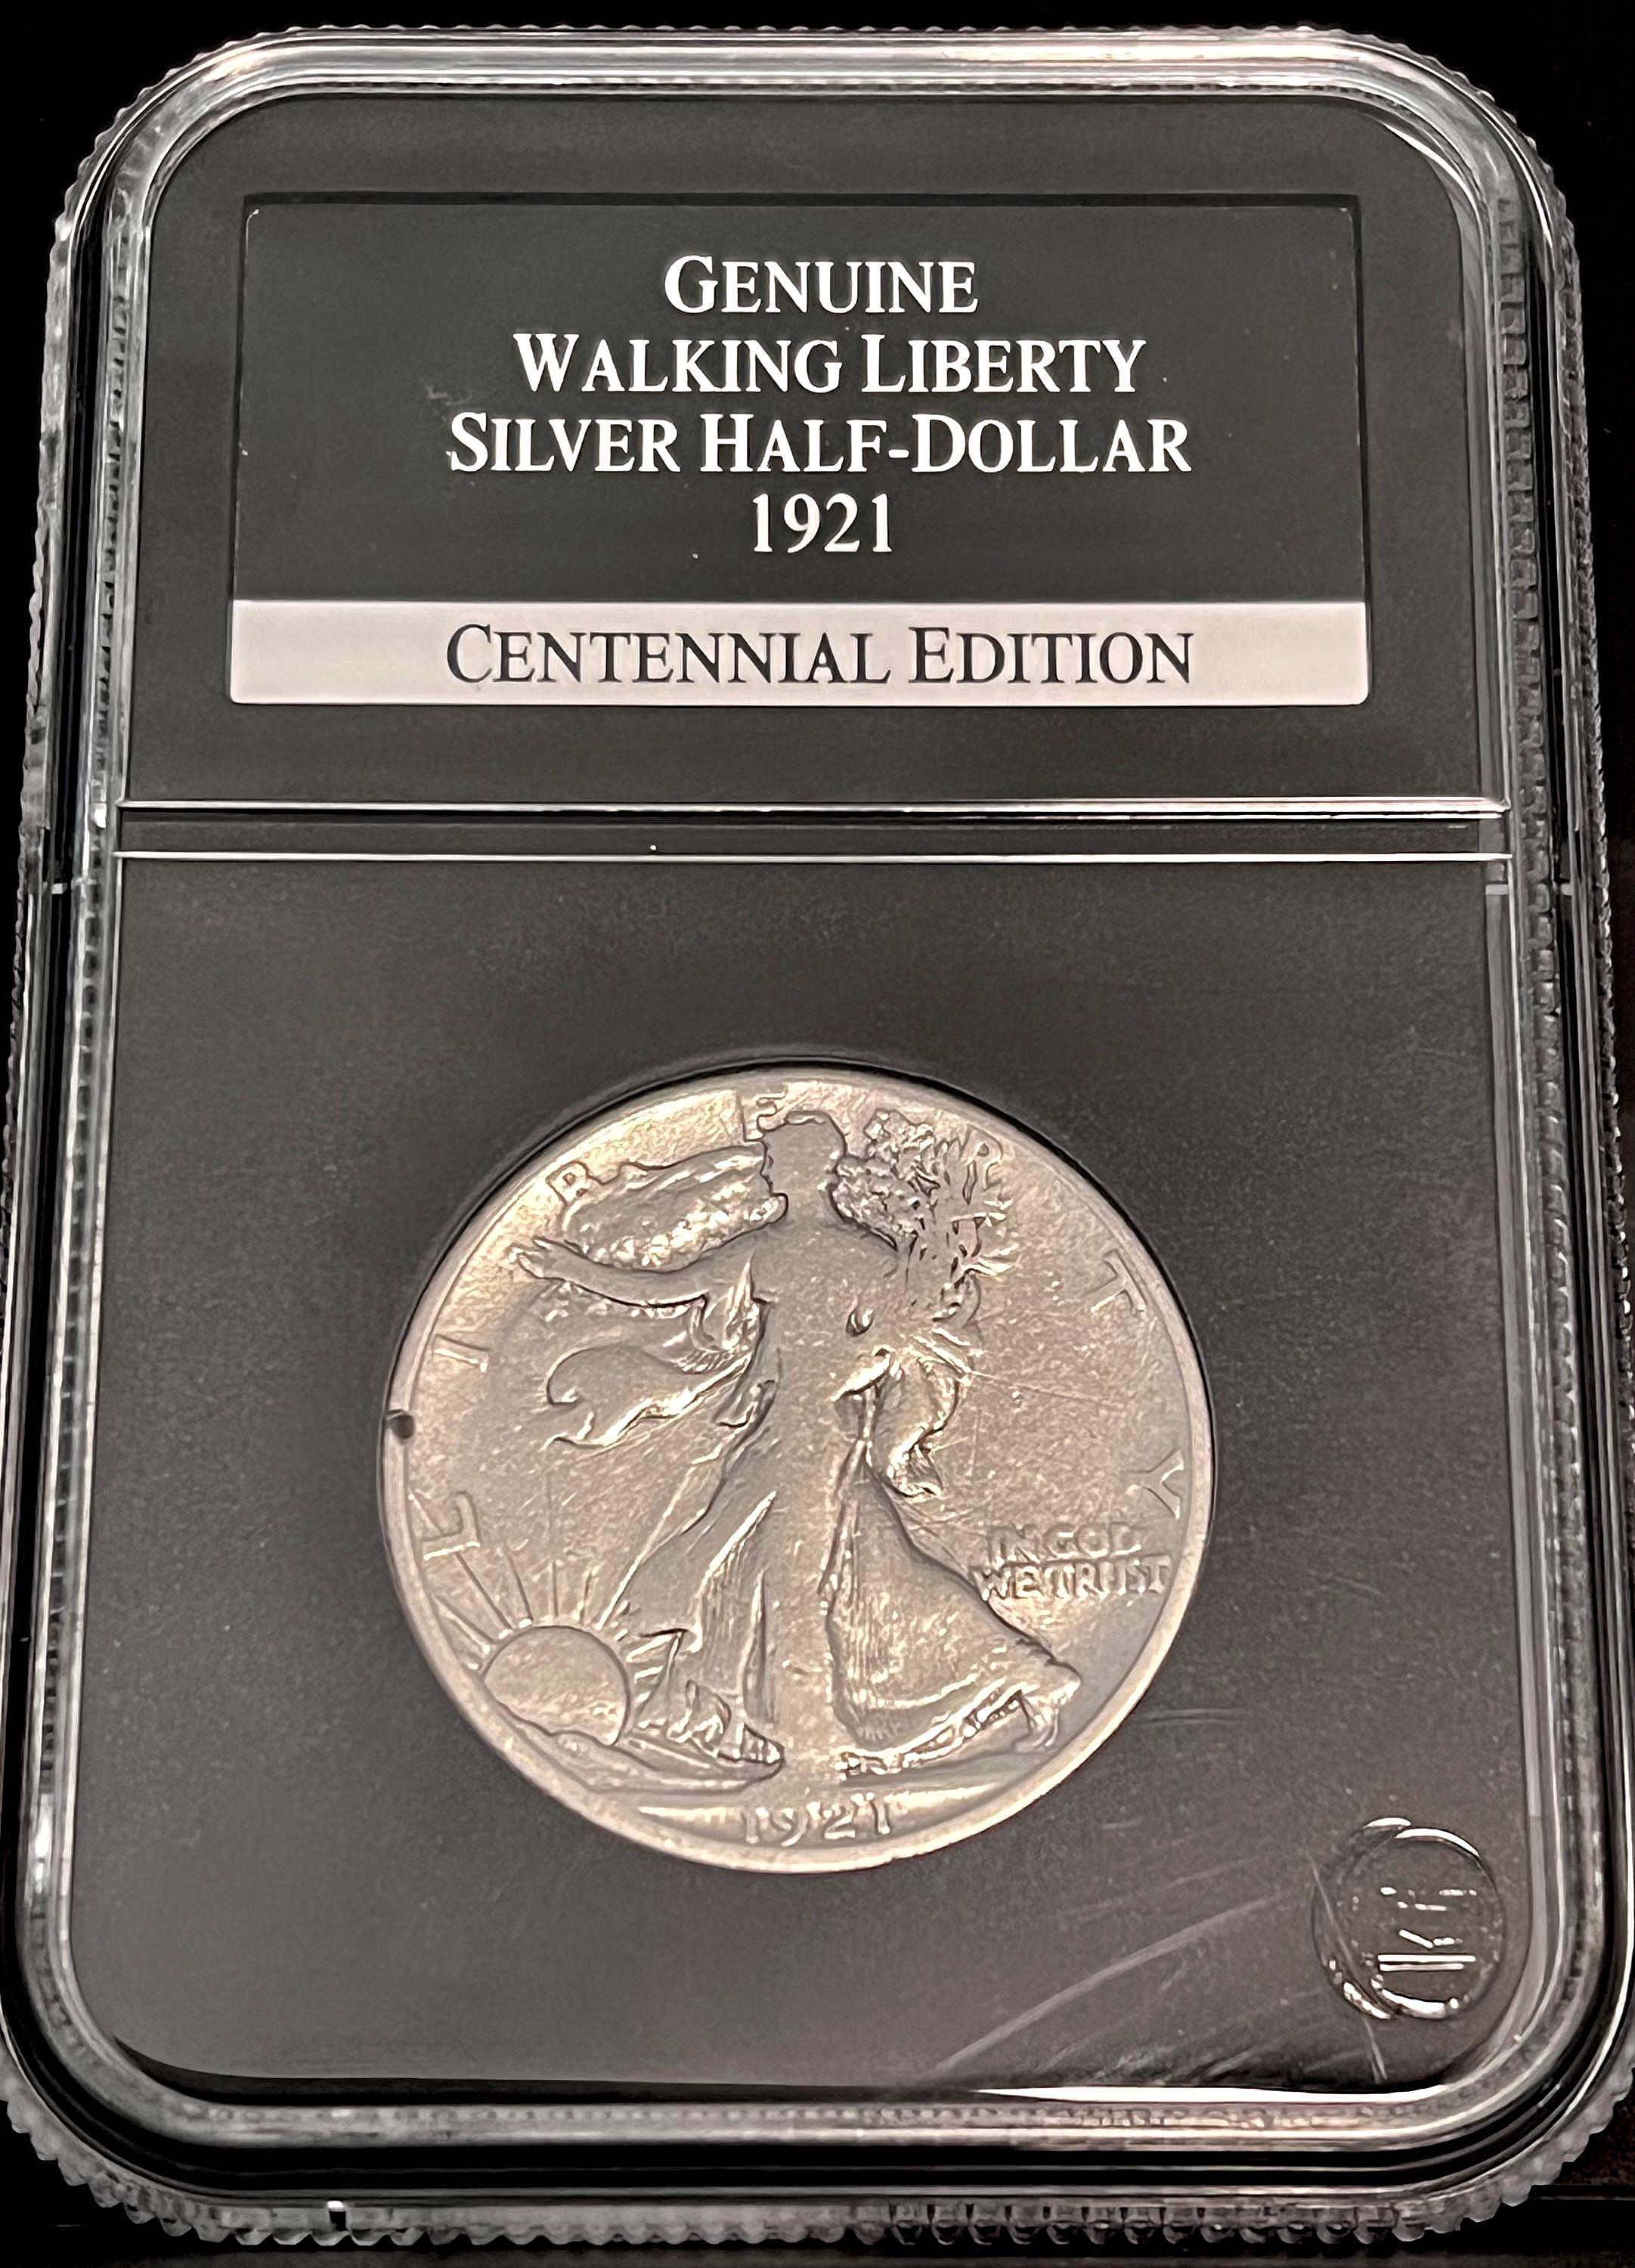 GENUINE
WALKING LIBERTY
SILVER HALF-DOLLAR
1921
CENTENNIAL EDITION
LIBERTY
IN GOD
WE TRUST
1921